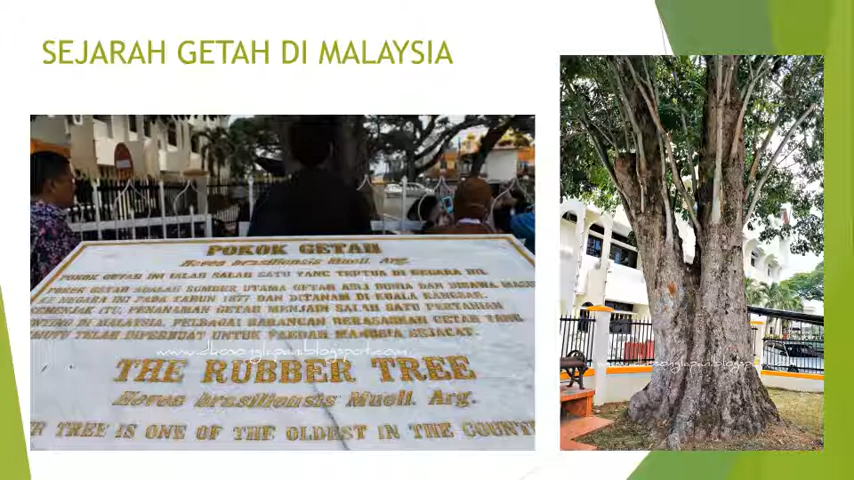 SEJARAH GETAH DI MALAYSIA
POKOK GETAH
Hevea brasiliensis Muell. Arg.
POKOK GETAH INI IALAH SALAH SATU YANG TERTUA DI NEGARA INI.
POKOK GETAH ADALAH SUMBER UTAMA GETAH ASLI DUNIA DAN DIBAWA MASUK
KE NEGARA INI PADA TAHUN 1877 DAN DITANAM DI KUALA KANGSAR.
SEMENJAK ITU, PENANAMAN GETAH MENJADI SALAH SATU PERTANIAN
DI MALAYSIA. PELBAGAI BARANGAN BERASASKAN GETAH
TELAH DIPERBUAT UNTUK MANUSIA SEJAGAT.
THE RUBBER TREE
Hevea brasiliensis Muell. Arg.
TREE IS ONE OF THE OLDEST IN THE